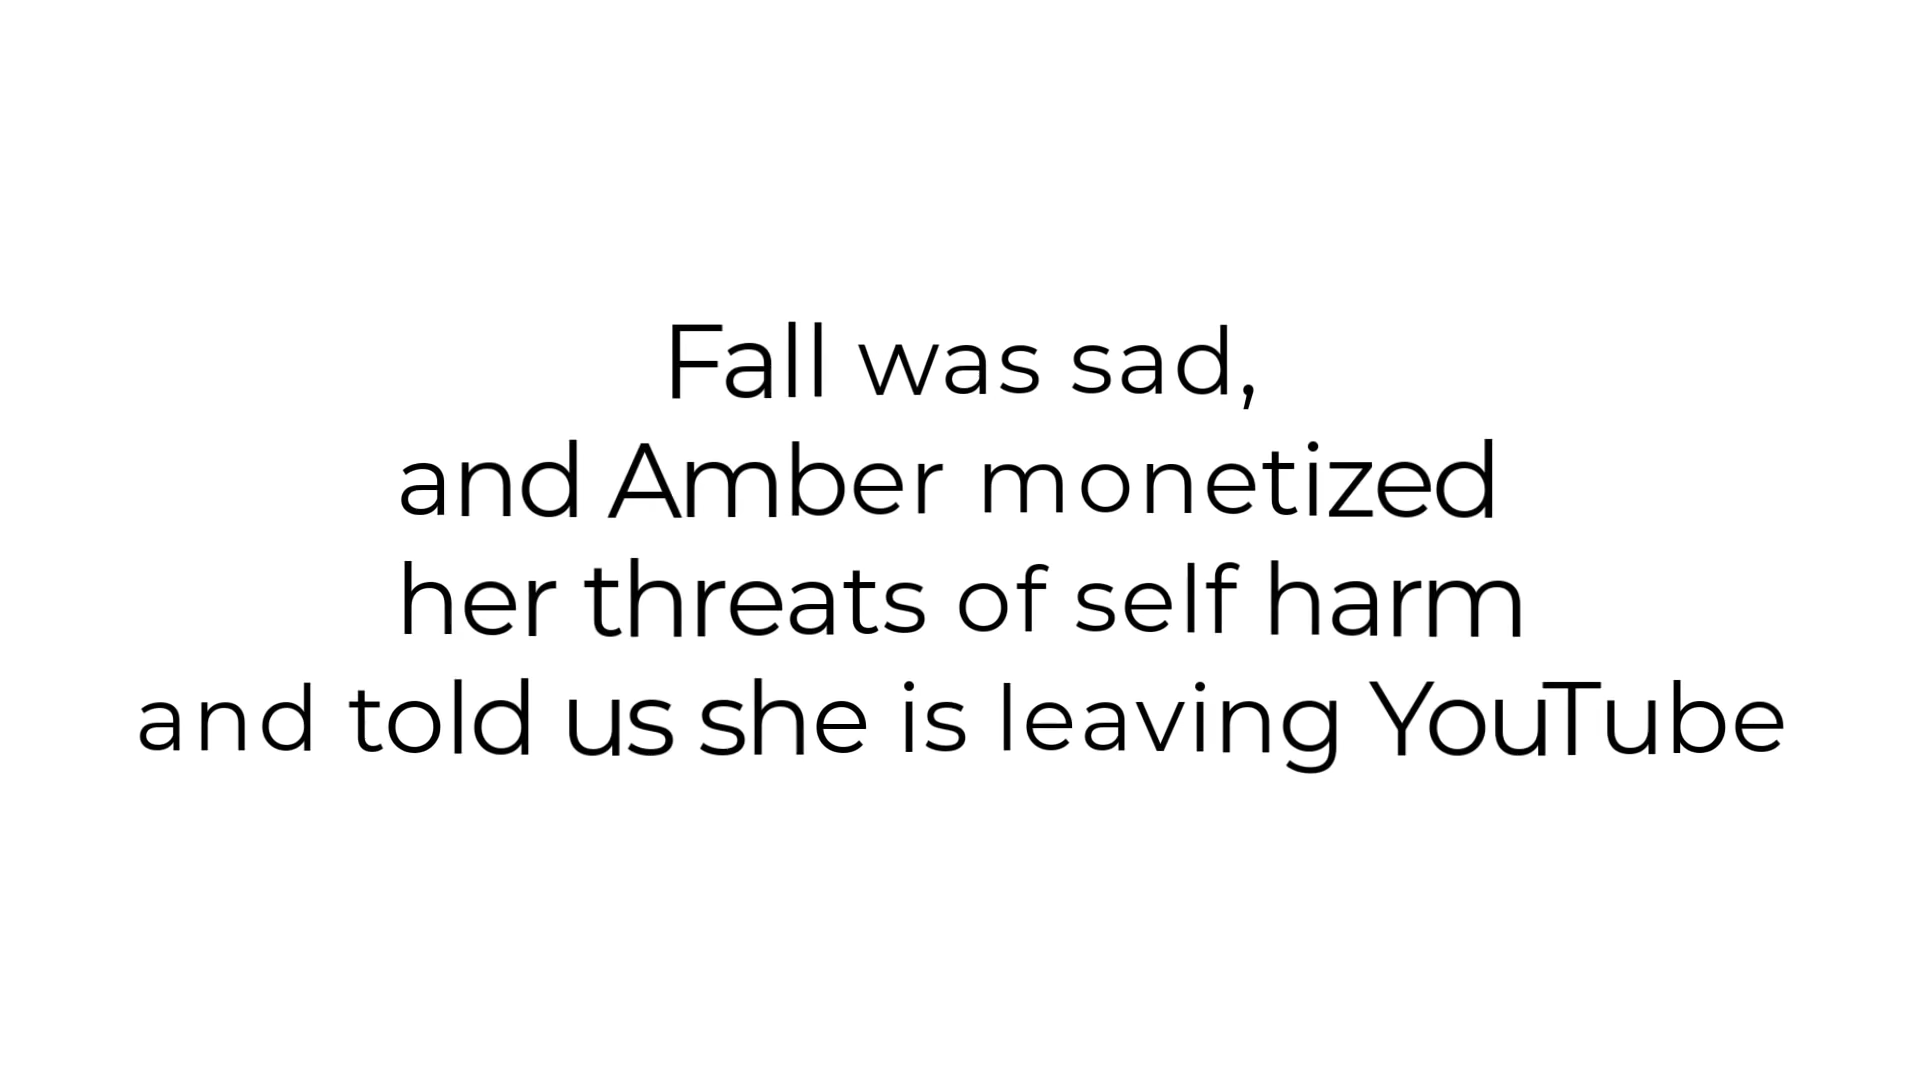 Fall was sad,
and Amber monetized
her threats of self harm
and told us she is leaving YouTube